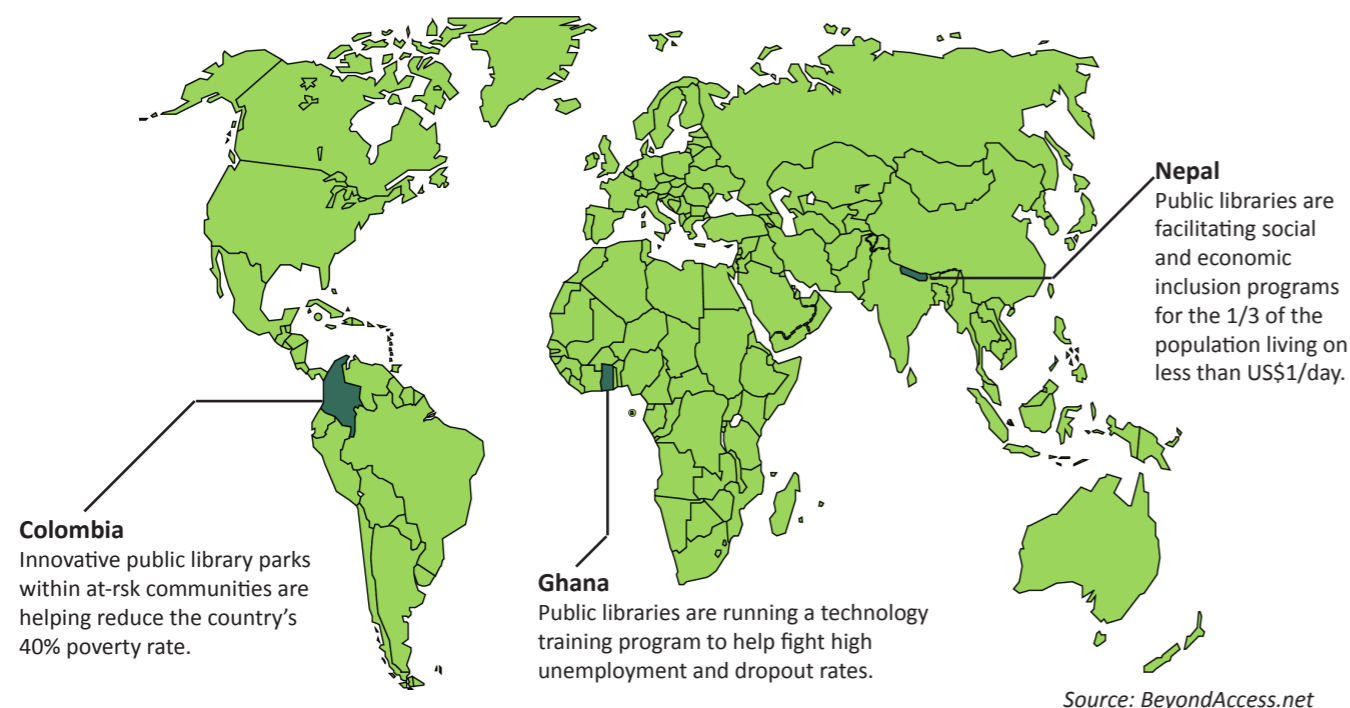 Nepal
Public libraries are
facilitating social
and economic
inclusion programs
for the 1/3 of the
population living on
less than US$1/day.
Colombia
Innovative public library parks
within at-rsk communities are
helping reduce the country’s
40% poverty rate.
Ghana
Public libraries are running a technology
training program to help fight high
unemployment and dropout rates.
Source: BeyondAccess.net